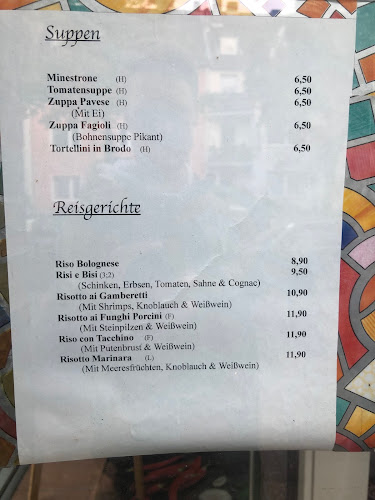 Suppen
Minestrone (H) 6,50
Tomatensuppe (H) 6,50
Zuppa Pavese (H) 6,50
(Mit Ei)
Zuppa Fagioli (H) 6,50
(Bohnensuppe Pikant)
Tortellini in Brodo (H) 6,50
Reisgerichte
Riso Bolognese 8,90
Risi e Bisi (3;2) 9,50
(Schinken, Erbsen, Tomaten, Sahne & Cognac)
Risotto ai Gamberetti 10,90
(Mit Shrimps, Knoblauch & Weißwein)
Risotto ai Funghi Porcini (F) 11,90
(Mit Steinpilzen & Weißwein)
Riso con Tacchino (F) 11,90
(Mit Putenbrust & Weißwein)
Risotto Marinara (L) 11,90
(Mit Meeresfrüchten, Knoblauch & Weißwein)